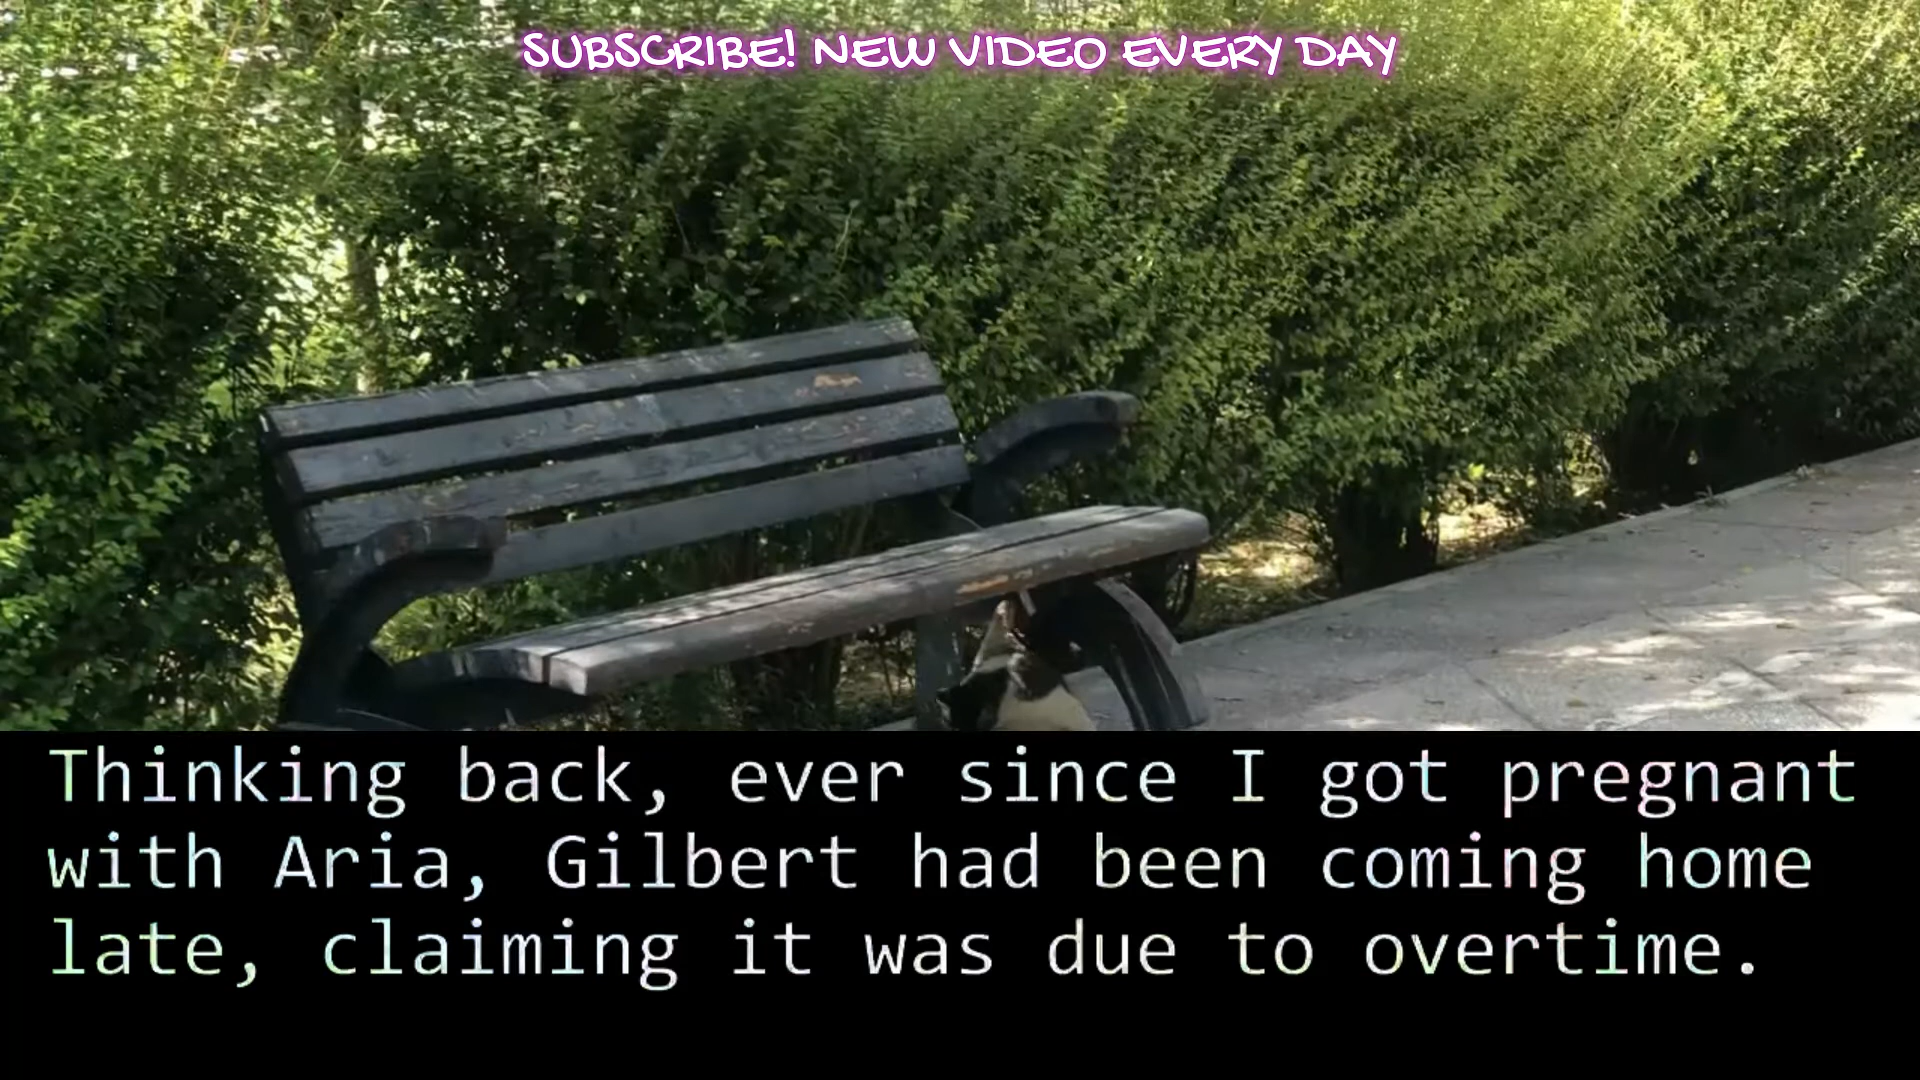 SUBSCRIBE! NEW VIDEO EVERY DAY
Thinking back, ever since I got pregnant
with Aria, Gilbert had been coming home
late, claiming it was due to overtime.